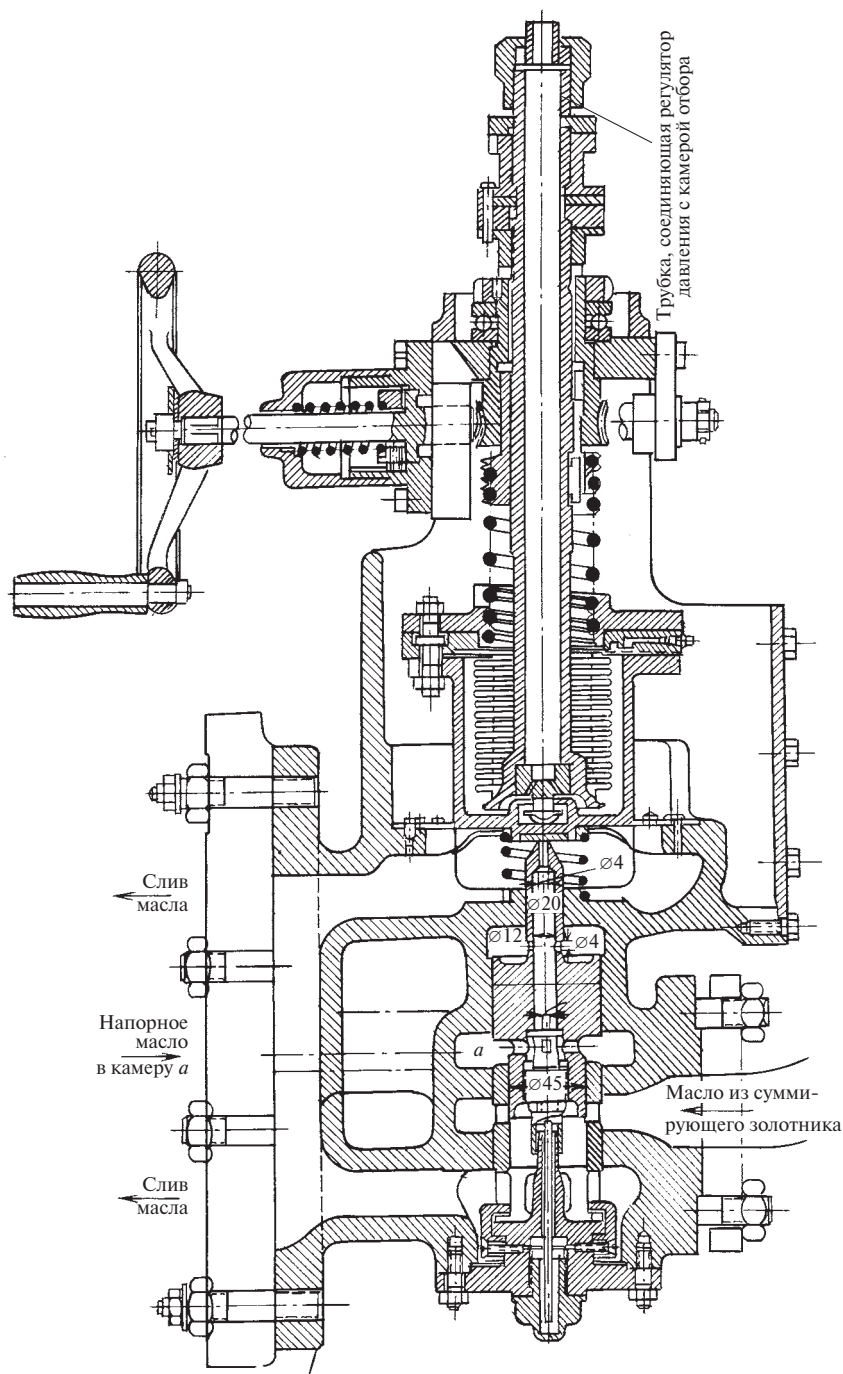 Трубка, соединяющая регулятор
давления с камерой отбора
∅4
Слив
масла
∅20
∅12
∅4
Напорное
масло
в камеру а
а
∅45
Масло из сумми-
рующего золотника
Слив
масла